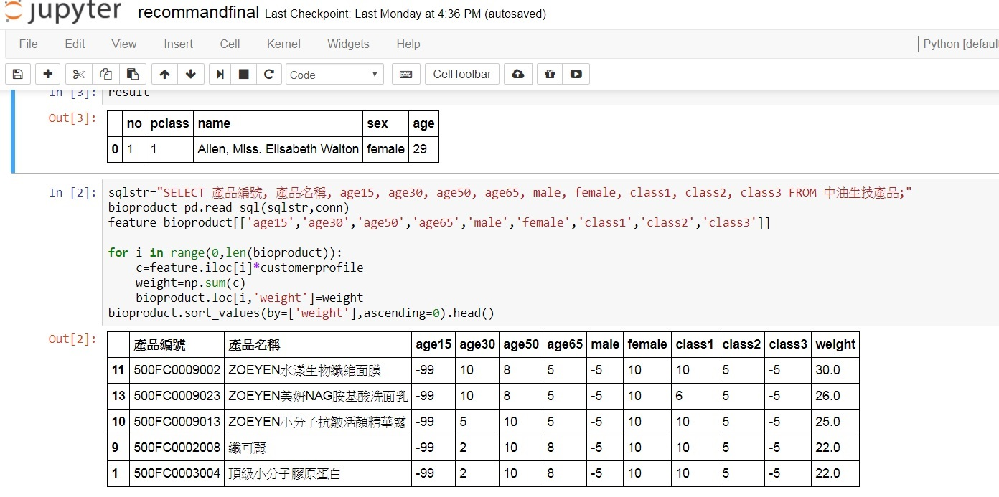 jupyter recommandfinal Last Checkpoint: Last Monday at 4:36 PM (autosaved)
File Edit View Insert Cell Kernel Widgets Help Python [default
Code CellToolbar
In [3]: result
Out[3]: no pclass name sex age
0 1 1 Allen, Miss. Elisabeth Walton female 29
In [2]: sqlstr="SELECT 產品編號, 產品名稱, age15, age30, age50, age65, male, female, class1, class2, class3 FROM 中油生技產品;"
bioproduct=pd.read_sql(sqlstr,conn)
feature=bioproduct[['age15','age30','age50','age65','male','female','class1','class2','class3']]
for i in range(0,len(bioproduct)):
c=feature.iloc[i]*customerprofile
weight=np.sum(c)
bioproduct.loc[i,'weight']=weight
bioproduct.sort_values(by=['weight'],ascending=0).head()
Out[2]: 產品編號 產品名稱 age15 age30 age50 age65 male female class1 class2 class3 weight
11 500FC0009002 ZOEYEN水漾生物纖維面膜 -99 10 8 5 -5 10 10 5 -5 30.0
13 500FC0009023 ZOEYEN美妍NAG胺基酸洗面乳 -99 10 8 5 -5 10 6 5 -5 26.0
10 500FC0009013 ZOEYEN小分子抗皺活顏精華露 -99 5 10 5 -5 10 10 5 -5 25.0
9 500FC0002008 纖可麗 -99 2 10 8 -5 10 10 5 -5 22.0
1 500FC0003004 頂級小分子膠原蛋白 -99 2 10 8 -5 10 10 5 -5 22.0